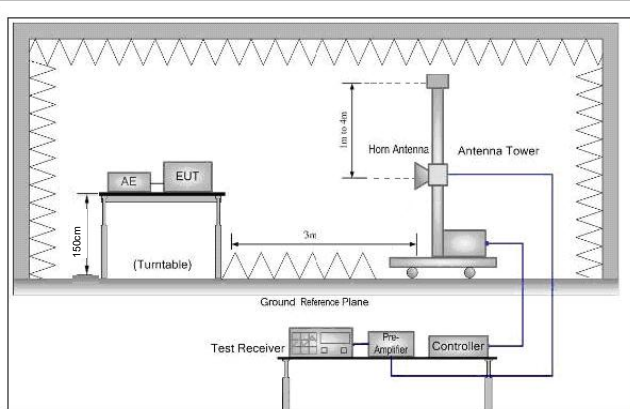 1m to 4m
Horn Antenna
Antenna Tower
AE
EUT
150cm
(Turntable)
3m
Ground Reference Plane
Test Receiver
Pre-
Amplifier
Controller